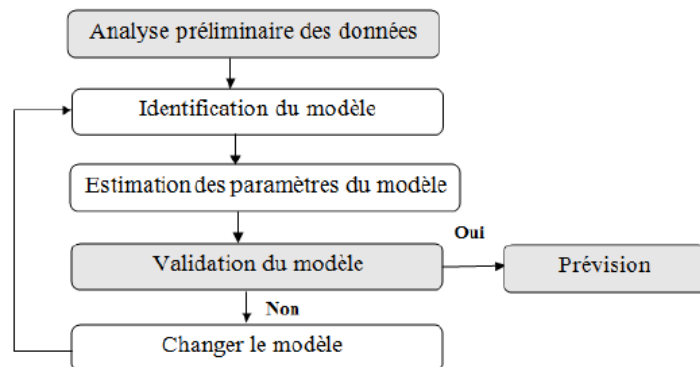 Analyse préliminaire des données
Identification du modèle
Estimation des paramètres du modèle
Validation du modèle
Oui
Prévision
Non
Changer le modèle